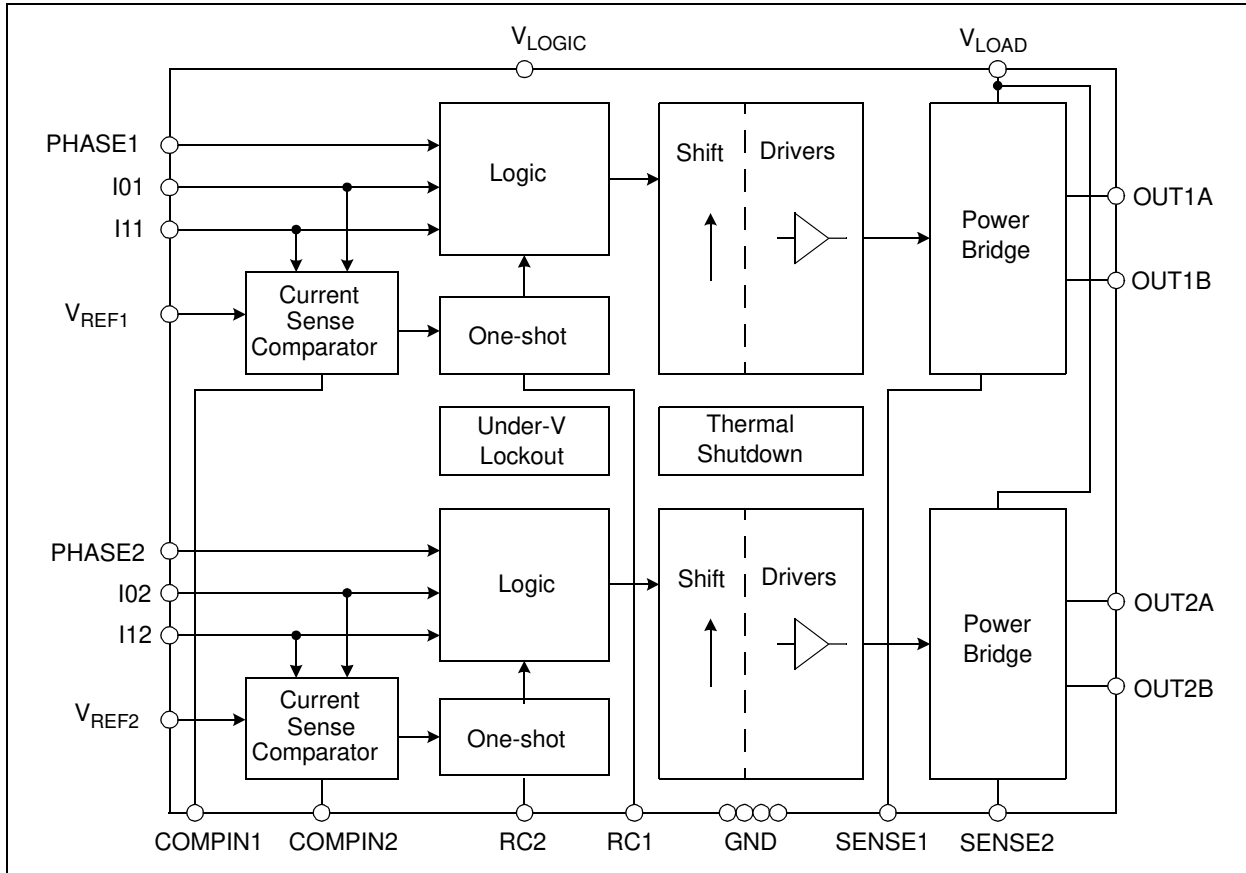 VLOGIC
VLOAD
PHASE1
I01
I11
VREF1
Logic
Current
Sense
Comparator
One-shot
Shift
Drivers
Power
Bridge
OUT1A
OUT1B
Under-V
Lockout
Thermal
Shutdown
PHASE2
I02
I12
VREF2
Logic
Current
Sense
Comparator
One-shot
Shift
Drivers
Power
Bridge
OUT2A
OUT2B
COMPIN1
COMPIN2
RC2
RC1
GND
SENSE1
SENSE2